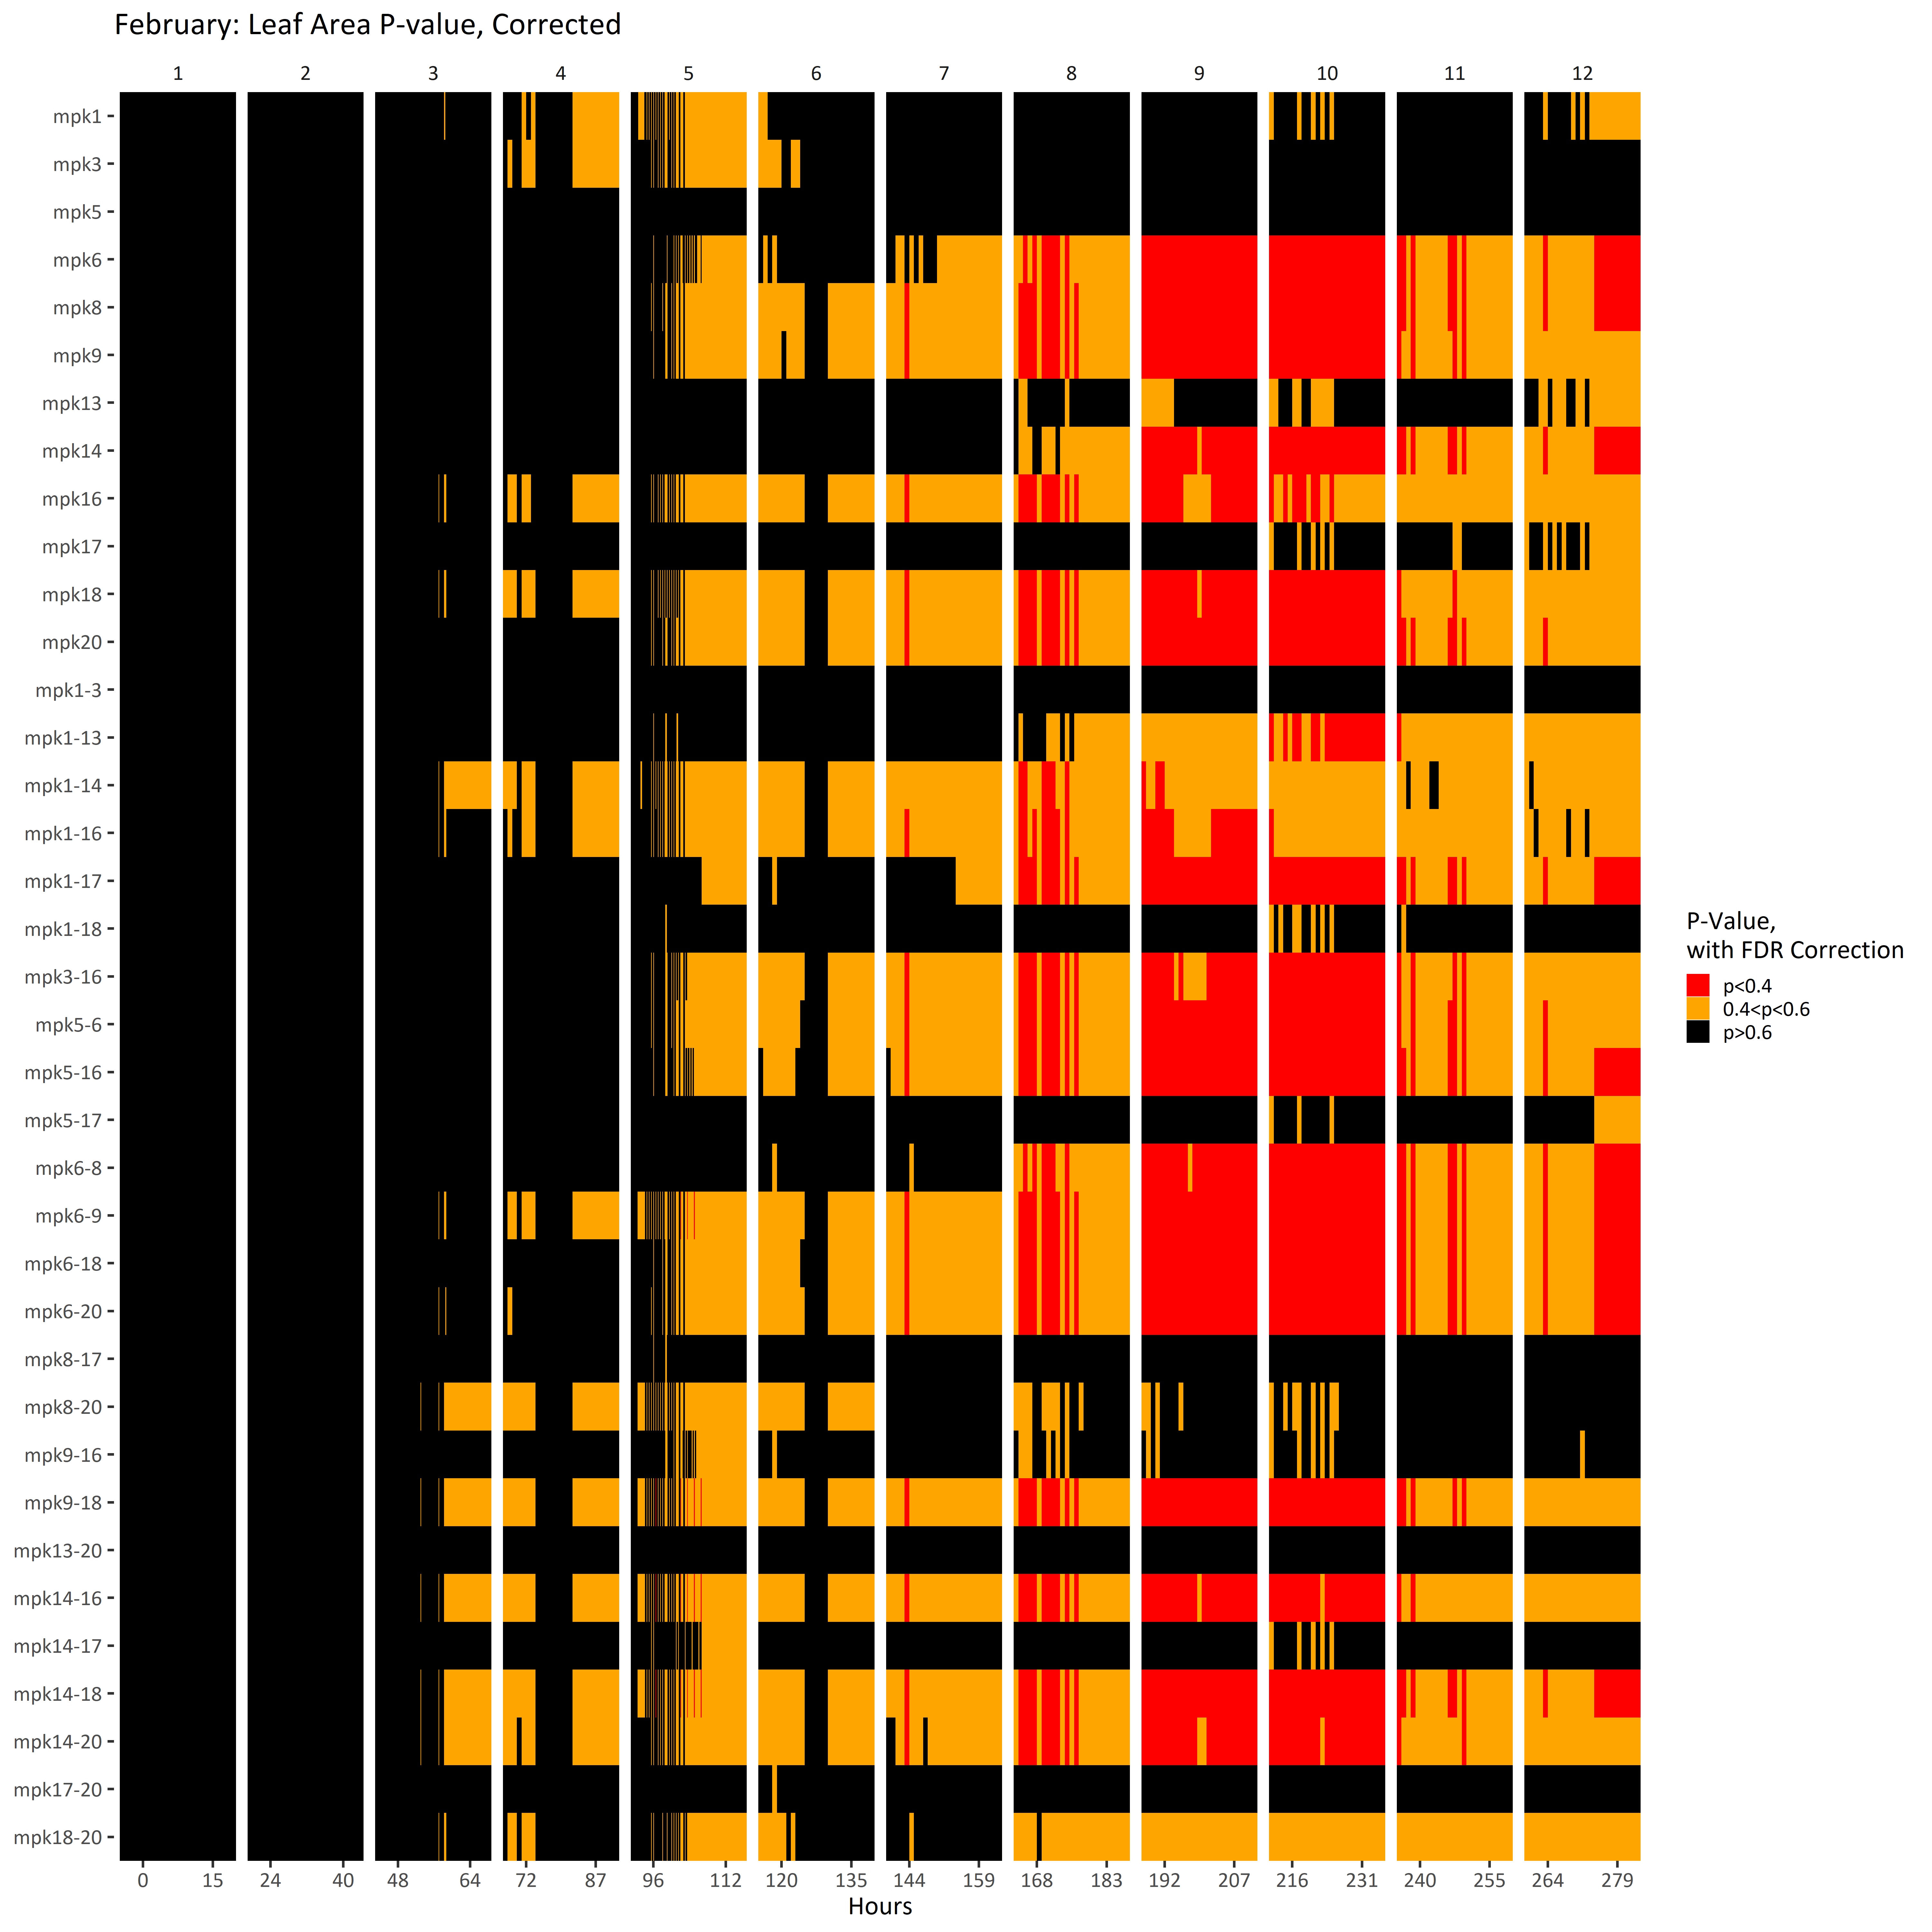 February: Leaf Area P-value, Corrected
1 2 3 4 5 6 7 8 9 10 11 12
mpk1
mpk3
mpk5
mpk6
mpk8
mpk9
mpk13
mpk14
mpk16
mpk17
mpk18
mpk20
mpk1-3
mpk1-13
mpk1-14
mpk1-16
mpk1-17
mpk1-18
mpk3-16
mpk5-6
mpk5-16
mpk5-17
mpk6-8
mpk6-9
mpk6-18
mpk6-20
mpk8-17
mpk8-20
mpk9-16
mpk9-18
mpk13-20
mpk14-16
mpk14-17
mpk14-18
mpk14-20
mpk17-20
mpk18-20
0 15 24 40 48 64 72 87 96 112 120 135 144 159 168 183 192 207 216 231 240 255 264 279
Hours
P-Value,
with FDR Correction
p<0.4
0.4<p<0.6
p>0.6